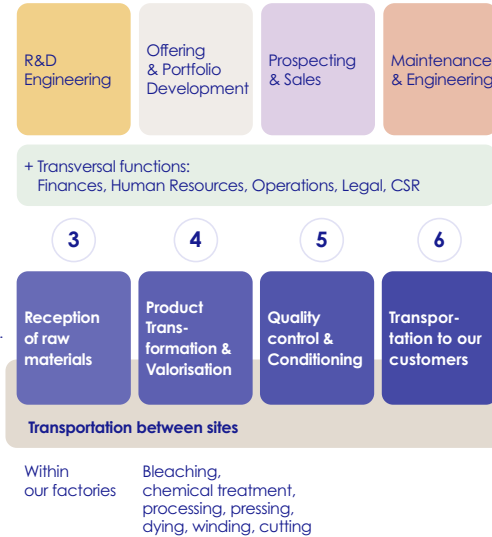 R&D
Engineering
Offering
& Portfolio
Development
Prospecting
& Sales
Maintenance
& Engineering
+ Transversal functions:
Finances, Human Resources, Operations, Legal, CSR
3
4
5
6
Reception
of raw
materials
Product
Trans-
formation &
Valorisation
Quality
control &
Conditioning
Transpor-
tation to our
customers
Transportation between sites
Within
our factories
Bleaching,
chemical treatment,
processing, pressing,
dying, winding, cutting